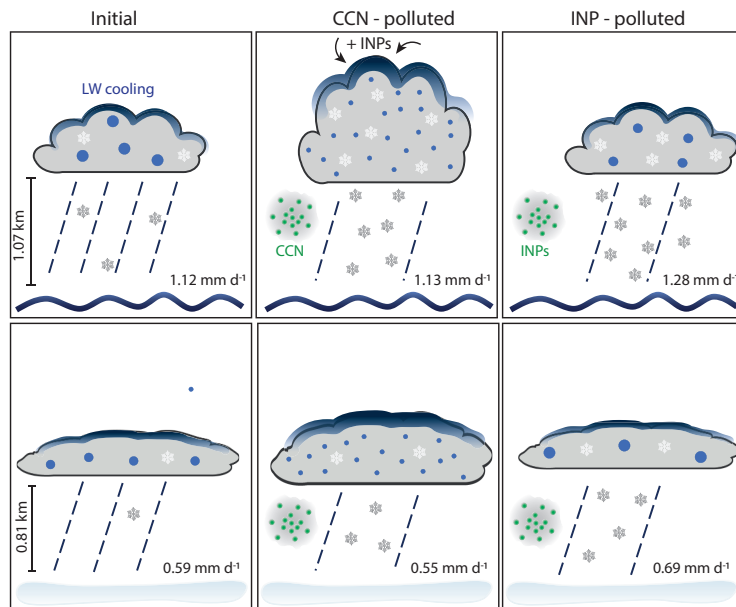 Initial
CCN - polluted
INP - polluted
LW cooling
+ INPs
1.07 km
CCN
INPs
1.12 mm d⁻¹
1.13 mm d⁻¹
1.28 mm d⁻¹
0.81 km
0.59 mm d⁻¹
0.55 mm d⁻¹
0.69 mm d⁻¹